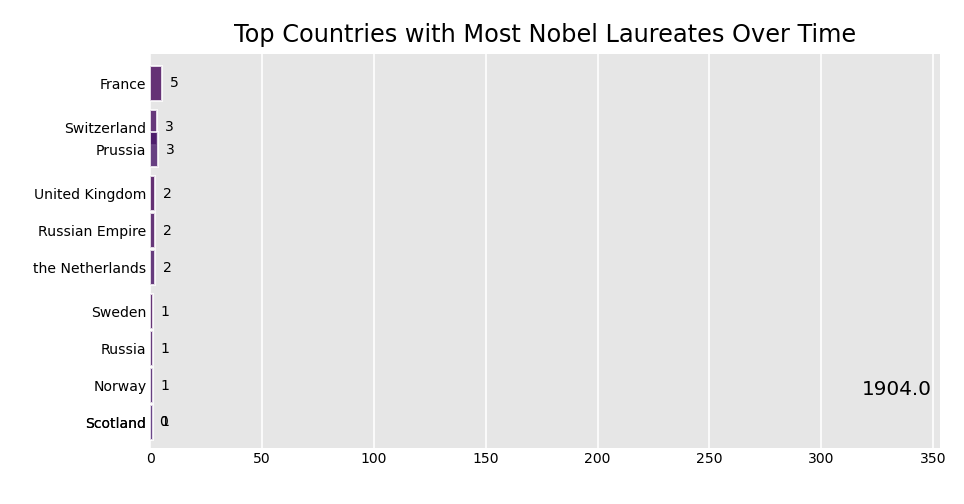 Top Countries with Most Nobel Laureates Over Time
France 5
Switzerland 3
Prussia 3
United Kingdom 2
Russian Empire 2
the Netherlands 2
Sweden 1
Russia 1
Norway 1
1904.0
Scotland
0 50 100 150 200 250 300 350